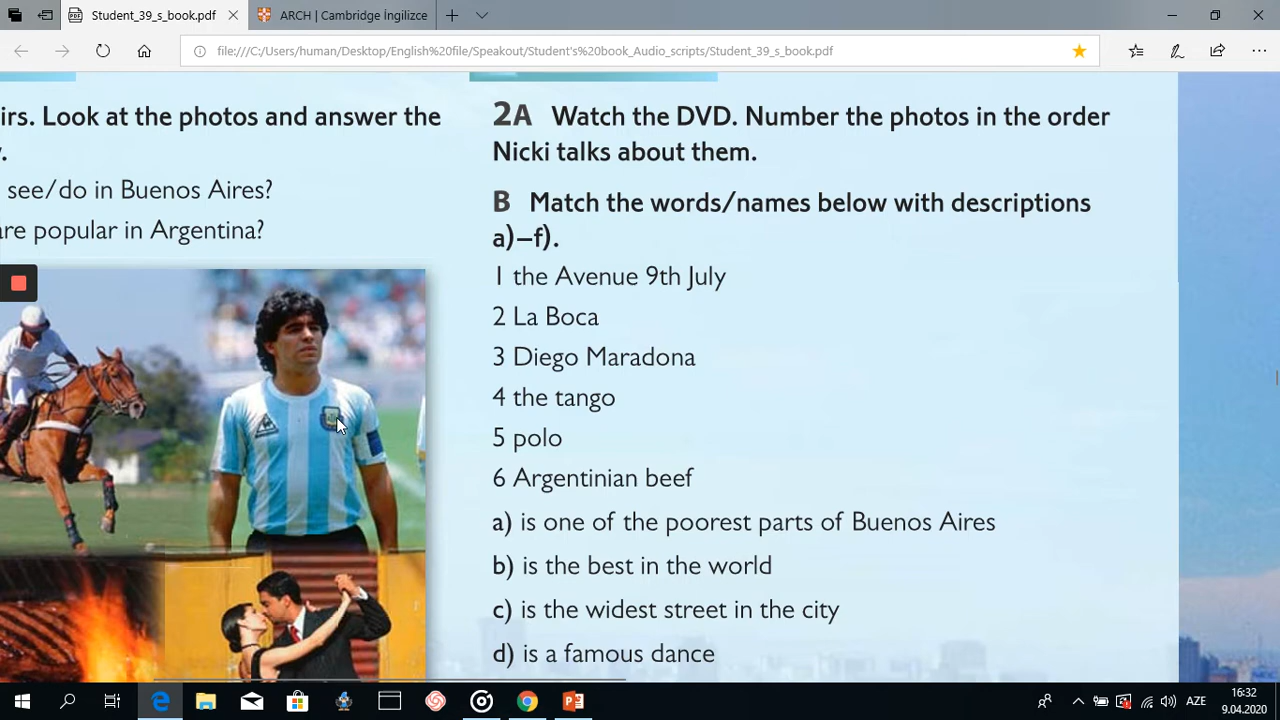 Student_39_s_book.pdf
ARCH | Cambridge İngilizce
file:///C:/Users/human/Desktop/English%20file/Speakout/Student's%20book_Audio_scripts/Student_39_s_book.pdf
irs. Look at the photos and answer the
see/do in Buenos Aires?
are popular in Argentina?
2A Watch the DVD. Number the photos in the order
Nicki talks about them.
B Match the words/names below with descriptions
a)–f).
1 the Avenue 9th July
2 La Boca
3 Diego Maradona
4 the tango
5 polo
6 Argentinian beef
a) is one of the poorest parts of Buenos Aires
b) is the best in the world
c) is the widest street in the city
d) is a famous dance
AZE
16:32
9.04.2020